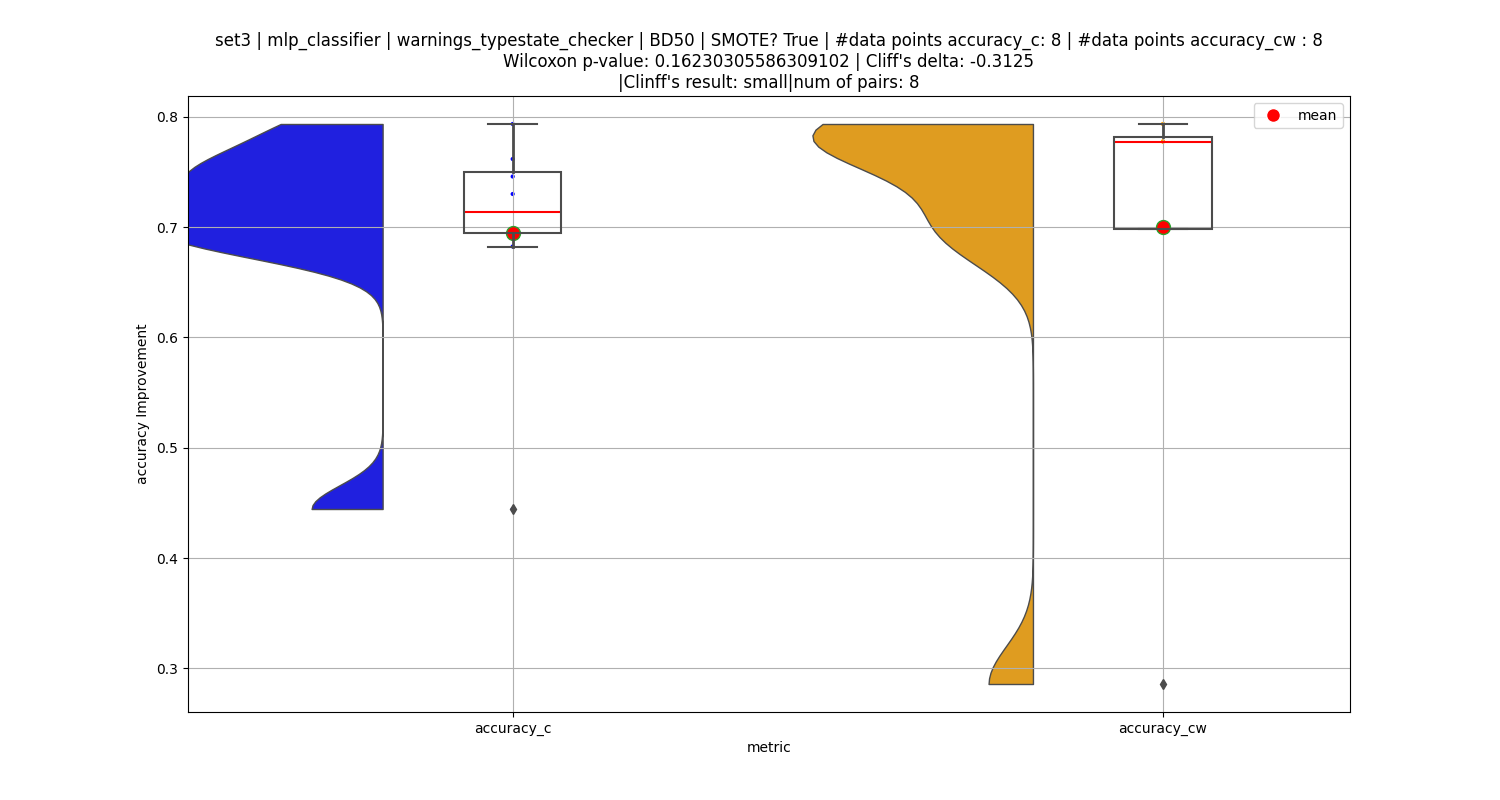 set3 | mlp_classifier | warnings_typestate_checker | BD50 | SMOTE? True | #data points accuracy_c: 8 | #data points accuracy_cw : 8
Wilcoxon p-value: 0.16230305586309102 | Cliff's delta: -0.3125
|Clinff's result: small|num of pairs: 8
mean
0.8
0.7
0.6
0.5
0.4
0.3
accuracy Improvement
accuracy_c
accuracy_cw
metric